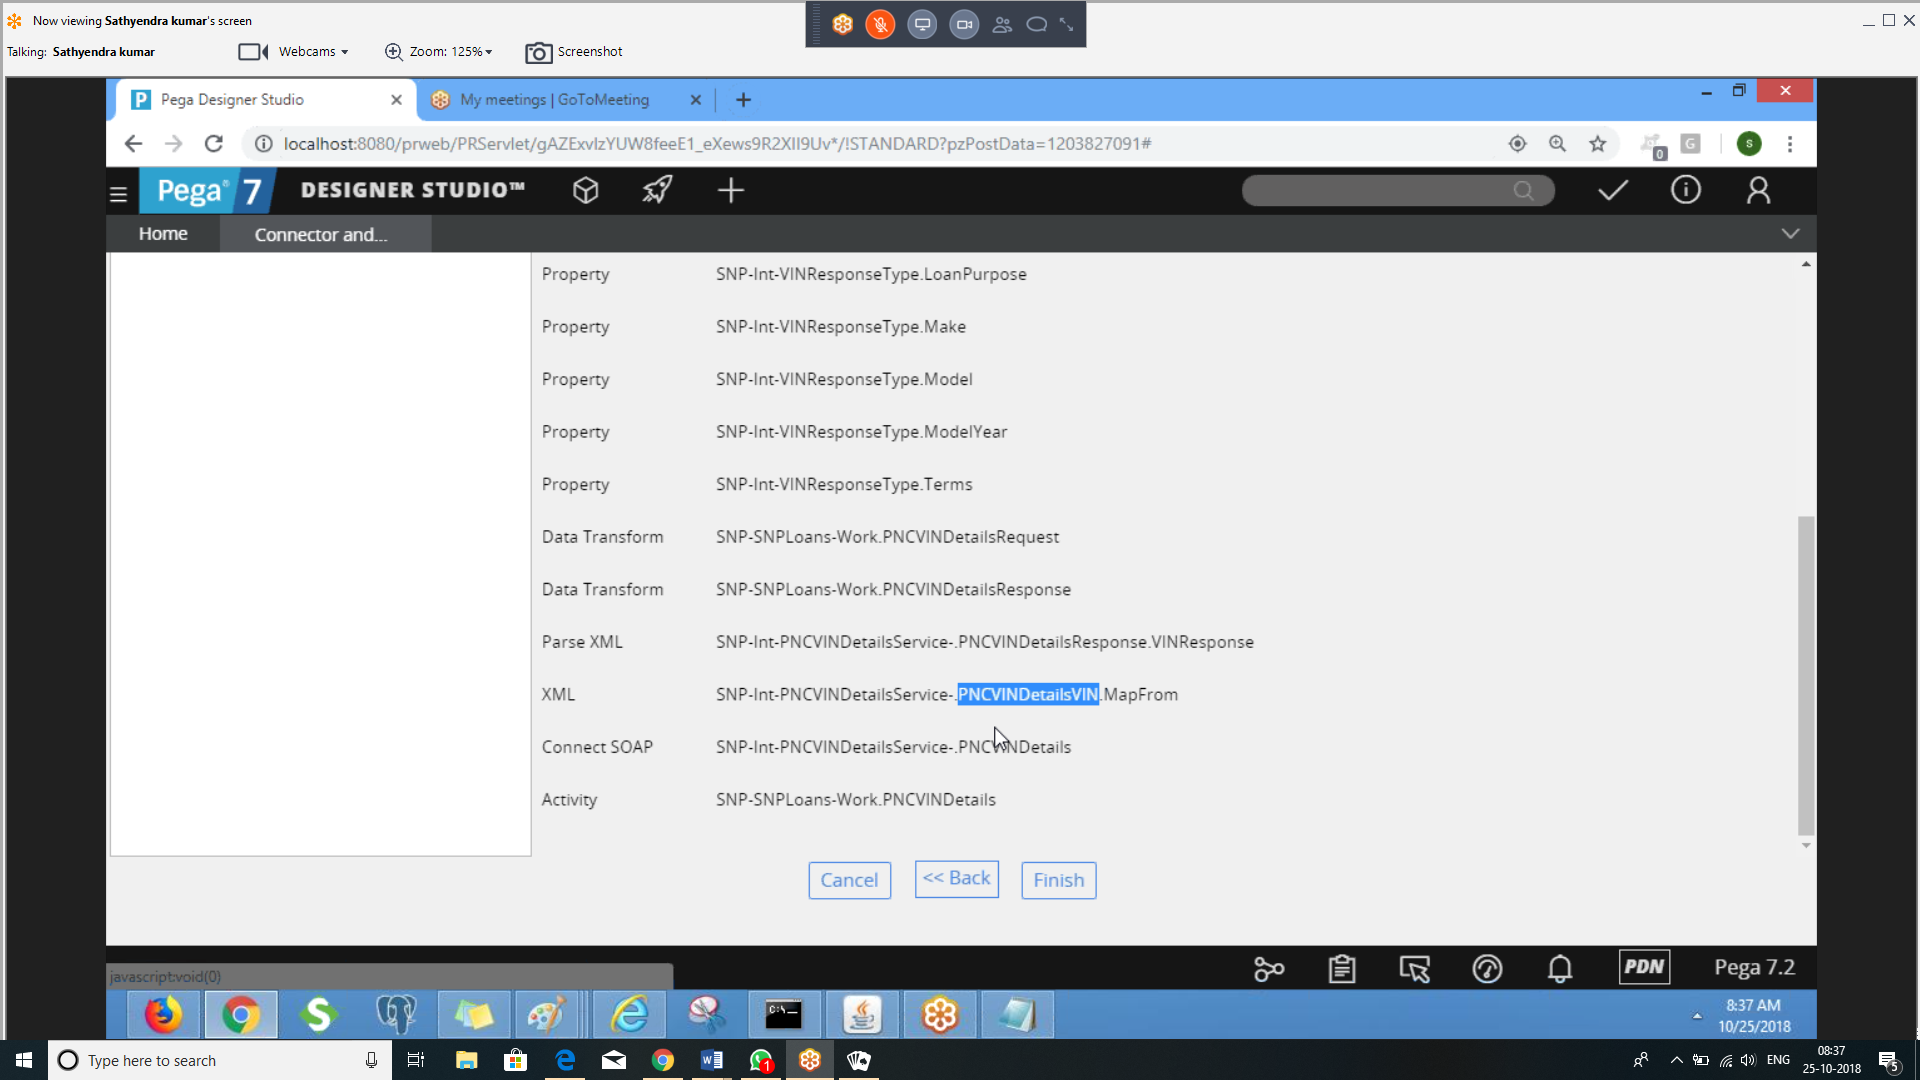 Now viewing Sathyendra kumar's screen
Talking: Sathyendra kumar
Webcams
Zoom: 125%
Screenshot
Pega Designer Studio
My meetings | GoToMeeting
localhost:8080/prweb/PRServlet/gAZExvIzYUW8feeE1_eXews9R2XII9Uv*/!STANDARD?pzPostData=1203827091#
0
G
S
Pega 7
DESIGNER STUDIO™
Home
Connector and...
Property SNP-Int-VINResponseType.LoanPurpose
Property SNP-Int-VINResponseType.Make
Property SNP-Int-VINResponseType.Model
Property SNP-Int-VINResponseType.ModelYear
Property SNP-Int-VINResponseType.Terms
Data Transform SNP-SNPLoans-Work.PNCVINDetailsRequest
Data Transform SNP-SNPLoans-Work.PNCVINDetailsResponse
Parse XML SNP-Int-PNCVINDetailsService-.PNCVINDetailsResponse.VINResponse
XML SNP-Int-PNCVINDetailsService-.PNCVINDetailsVIN.MapFrom
Connect SOAP SNP-Int-PNCVINDetailsService-.PNCVINDetails
Activity SNP-SNPLoans-Work.PNCVINDetails
Cancel
<< Back
Finish
javascript:void(0)
PDN
Pega 7.2
8:37 AM
10/25/2018
Type here to search
1
ENG
08:37
25-10-2018
5